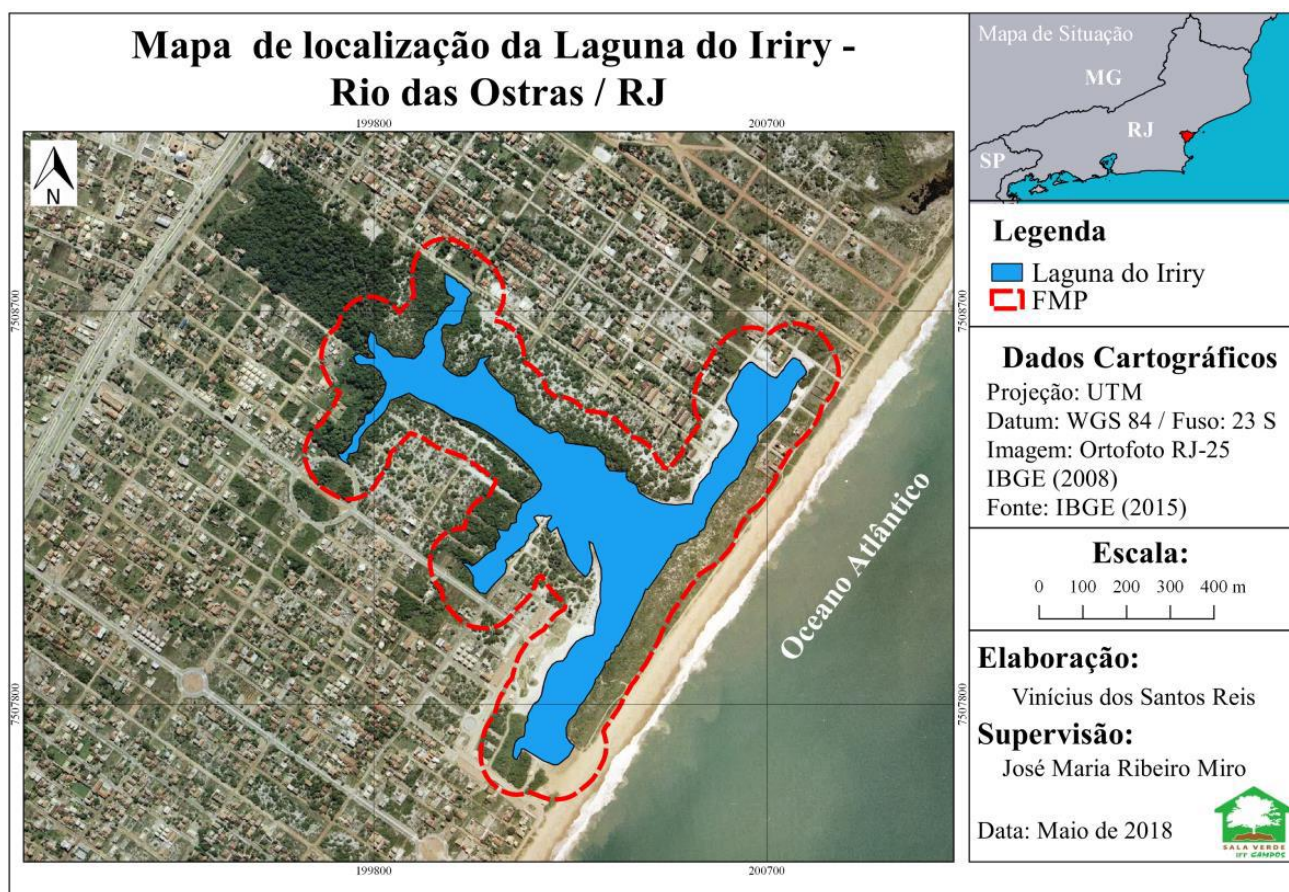 Mapa de localização da Laguna do Iriry -
Rio das Ostras / RJ
199800
200700
N
7508700
7508700
7507800
7507800
Oceano Atlântico
199800
200700
Mapa de Situação
MG
RJ
SP
Legenda
Laguna do Iriry
FMP
Dados Cartográficos
Projeção: UTM
Datum: WGS 84 / Fuso: 23 S
Imagem: Ortofoto RJ-25
IBGE (2008)
Fonte: IBGE (2015)
Escala:
0 100 200 300 400 m
Elaboração:
Vinícius dos Santos Reis
Supervisão:
José Maria Ribeiro Miro
Data: Maio de 2018
SALA VERDE
IFF CAMPOS